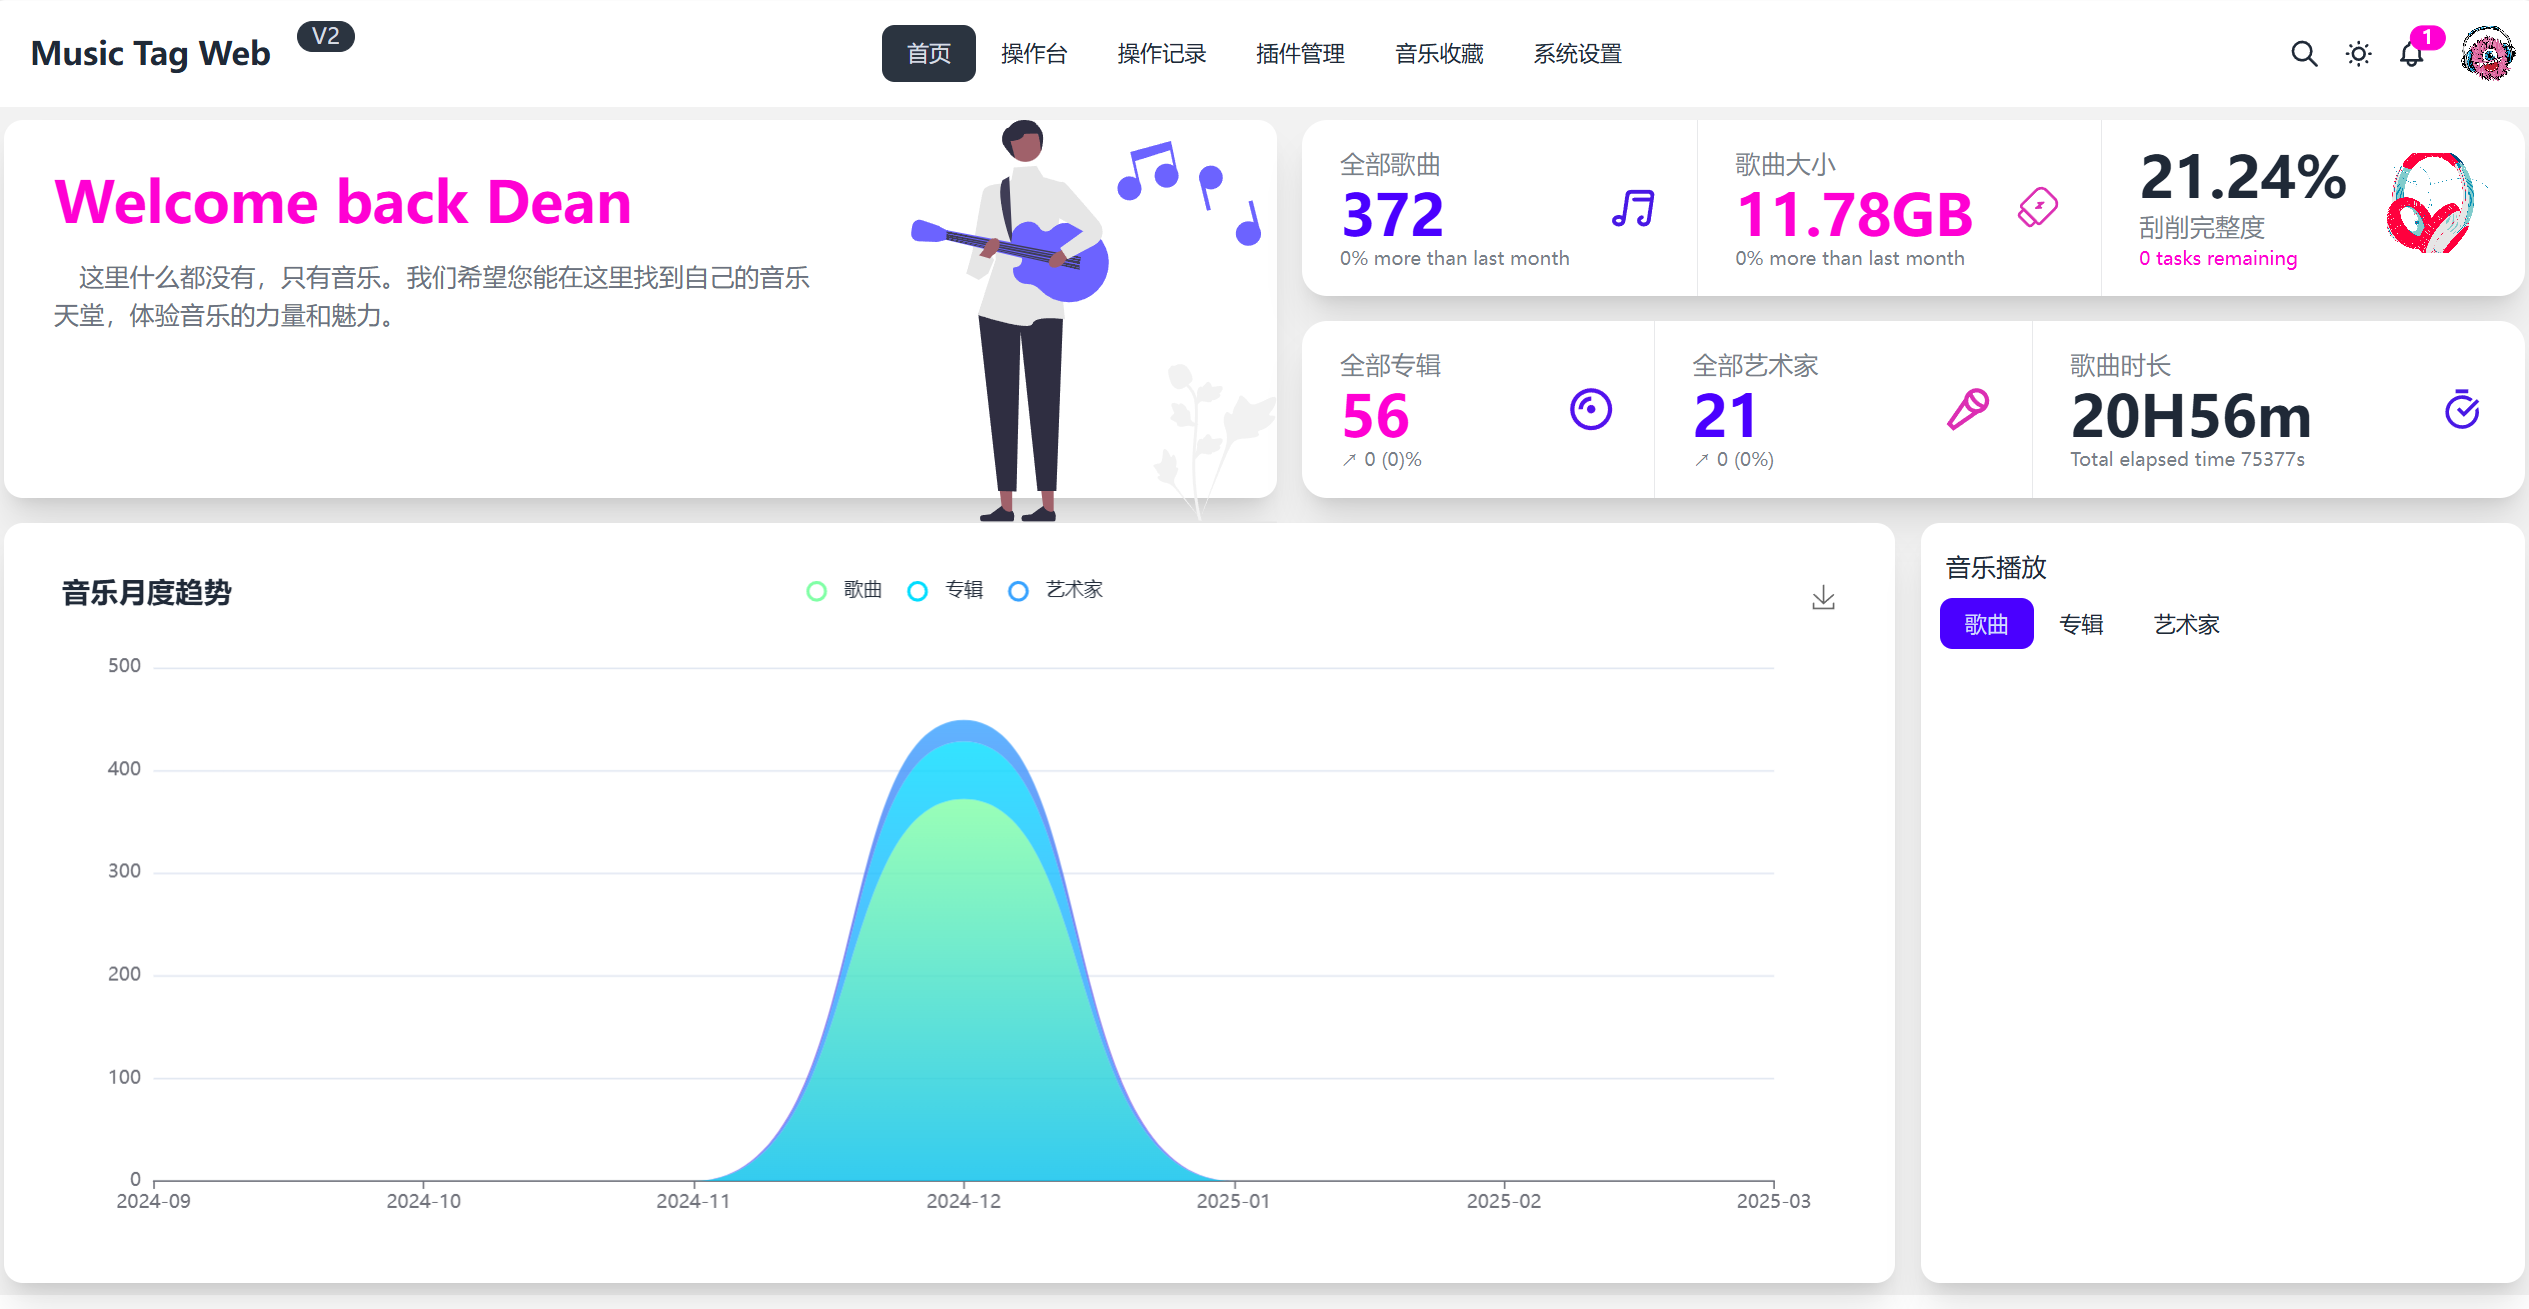 Music Tag Web V2
首页 操作台 操作记录 插件管理 音乐收藏 系统设置
1
Welcome back Dean
这里什么都没有，只有音乐。我们希望您能在这里找到自己的音乐
天堂，体验音乐的力量和魅力。
全部歌曲
372
0% more than last month
歌曲大小
11.78GB
0% more than last month
21.24%
刮削完整度
0 tasks remaining
全部专辑
56
↗ 0 (0)%
全部艺术家
21
↗ 0 (0%)
歌曲时长
20H56m
Total elapsed time 75377s
音乐月度趋势
歌曲 专辑 艺术家
500
400
300
200
100
0
2024-09 2024-10 2024-11 2024-12 2025-01 2025-02 2025-03
音乐播放
歌曲 专辑 艺术家